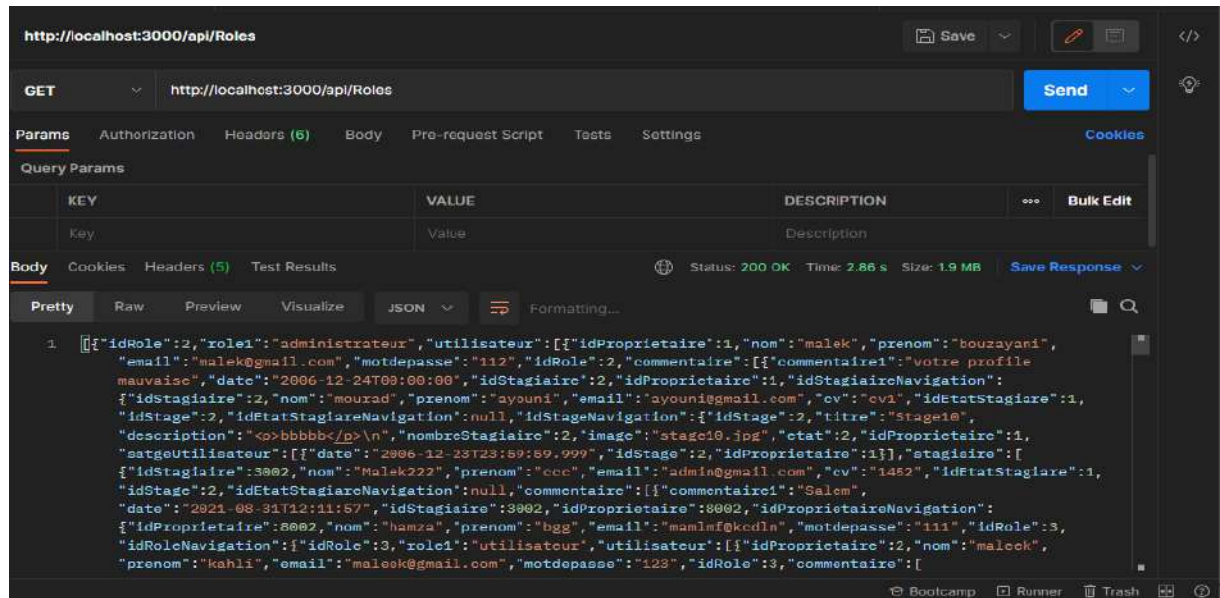 http://localhost:3000/api/Roles
Save
GET http://localhost:3000/api/Roles Send
Params Authorization Headers (6) Body Pre-request Script Tests Settings Cookies
Query Params
KEY VALUE DESCRIPTION ooo Bulk Edit
Key Value Description
Body Cookies Headers (5) Test Results Status: 200 OK Time: 2.86 s Size: 1.9 MB Save Response
Pretty Raw Preview Visualize JSON Formatting...
1 [{"idRole":2,"role1":"administrateur","utilisateur":[{"idProprietaire":1,"nom":"malek","prenom":"bouzayani",
"email":"malek@gmail.com","motdepasse":"112","idRole":2,"commentaire":[{"commentaire1":"votre profile
mauvaise","date":"2006-12-24T00:00:00","idStagiaire":2,"idProprietaire":1,"idStagiaireNavigation":
{"idStagiaire":2,"nom":"mourad","prenom":"ayouni","email":"ayouni@gmail.com","cv":"cv1","idEtatStagiare":1,
"idStage":2,"idEtatStagiareNavigation":null,"idStageNavigation":{"idStage":2,"titre":"Stage10",
"description":"<p>bbbbb</p>\n","nombreStagiaire":2,"image":"stage10.jpg","etat":2,"idProprietaire":1,
"satgeUtilisateur":[{"date":"2006-12-23T23:59:59.999","idStage":2,"idProprietaire":1}],"stagiaire":[
{"idStagiaire":3002,"nom":"Malek222","prenom":"ccc","email":"admin@gmail.com","cv":"1452","idEtatStagiare":1,
"idStage":2,"idEtatStagiareNavigation":null,"commentaire":[{"commentaire1":"Salem",
"date":"2021-08-31T12:11:57","idStagiaire":3002,"idProprietaire":8002,"idProprietaireNavigation":
{"idProprietaire":8002,"nom":"hamza","prenom":"bgg","email":"mamlmf@kcdln","motdepasse":"111","idRole":3,
"idRoleNavigation":{"idRole":3,"role1":"utilisateur","utilisateur":[{"idProprietaire":2,"nom":"maleek",
"prenom":"kahli","email":"maleek@gmail.com","motdepasse":"123","idRole":3,"commentaire":[
Bootcamp Runner Trash